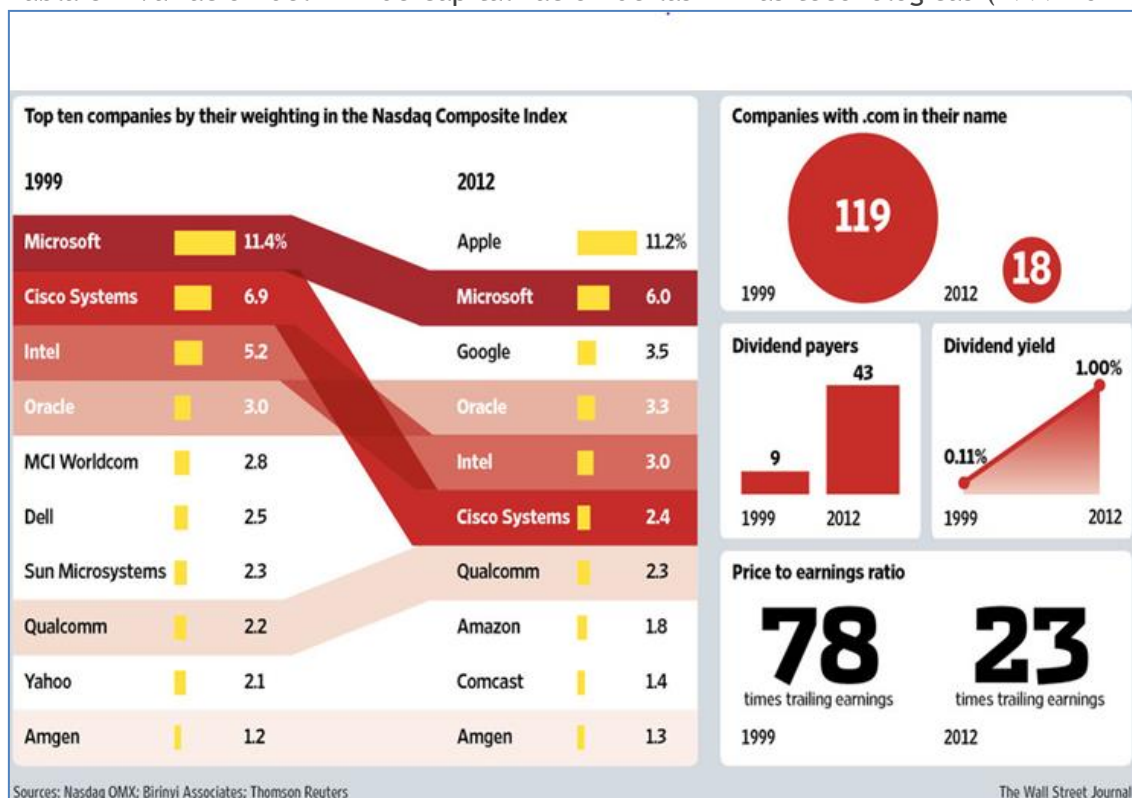 Top ten companies by their weighting in the Nasdaq Composite Index
1999 2012
Microsoft 11.4% Apple 11.2%
Cisco Systems 6.9 Microsoft 6.0
Intel 5.2 Google 3.5
Oracle 3.0 Oracle 3.3
MCI Worldcom 2.8 Intel 3.0
Dell 2.5 Cisco Systems 2.4
Sun Microsystems 2.3 Qualcomm 2.3
Qualcomm 2.2 Amazon 1.8
Yahoo 2.1 Comcast 1.4
Amgen 1.2 Amgen 1.3
Companies with .com in their name
119
18
1999 2012
Dividend payers
43
9
1999 2012
Dividend yield
1.00%
0.11%
1999 2012
Price to earnings ratio
78 23
times trailing earnings times trailing earnings
1999 2012
Sources: Nasdaq OMX; Birinyi Associates; Thomson Reuters
The Wall Street Journal